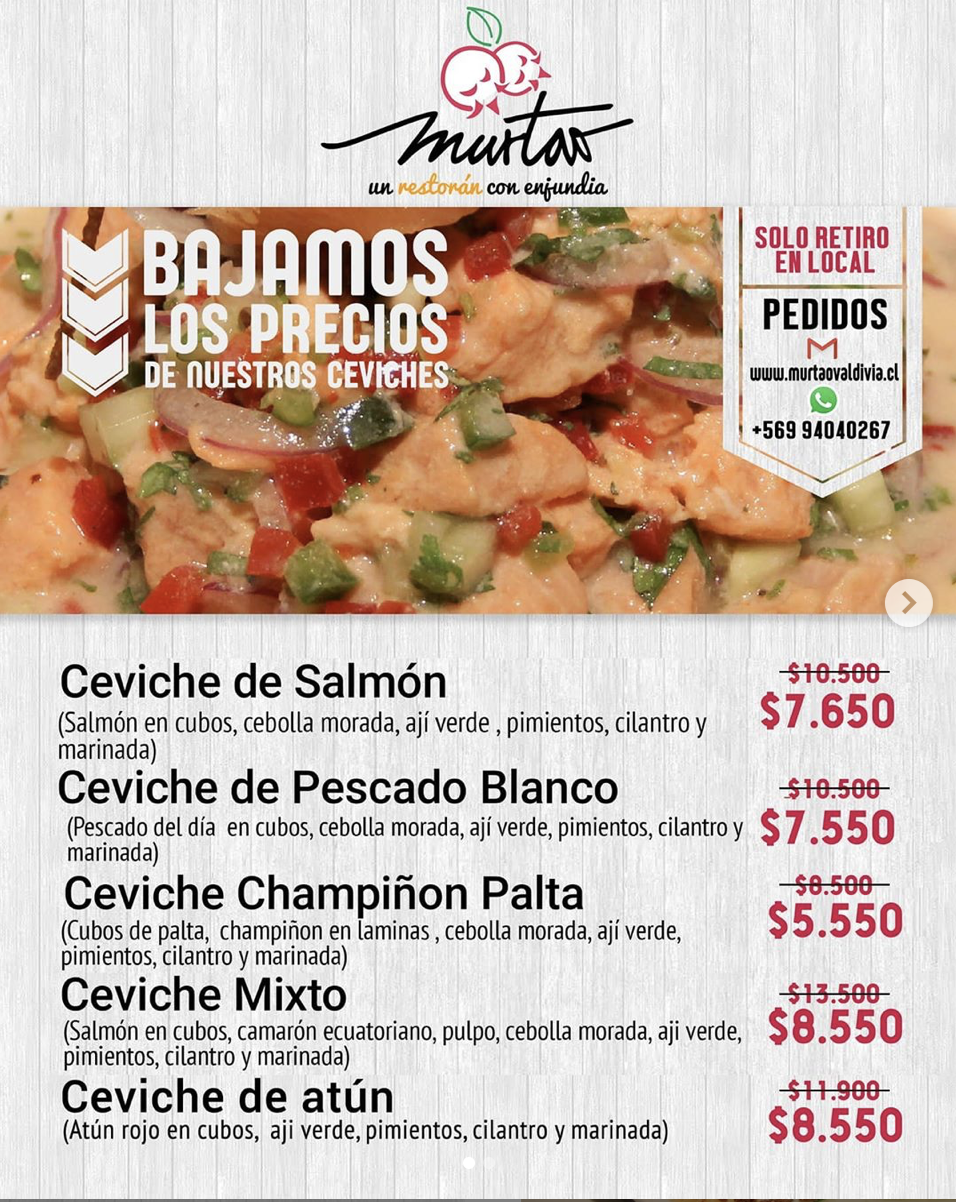 murtao
un restorán con enjundia
BAJAMOS
LOS PRECIOS
DE NUESTROS CEVICHES
SOLO RETIRO
EN LOCAL
PEDIDOS
www.murtaovaldivia.cl
+569 94040267
Ceviche de Salmón
$10.500
$7.650
(Salmón en cubos, cebolla morada, ají verde , pimientos, cilantro y
marinada)
Ceviche de Pescado Blanco
$10.500
$7.550
(Pescado del día en cubos, cebolla morada, ají verde, pimientos, cilantro y
marinada)
Ceviche Champiñon Palta
$8.500
$5.550
(Cubos de palta, champiñon en laminas , cebolla morada, ají verde,
pimientos, cilantro y marinada)
Ceviche Mixto
$13.500
$8.550
(Salmón en cubos, camarón ecuatoriano, pulpo, cebolla morada, aji verde,
pimientos, cilantro y marinada)
Ceviche de atún
$11.900
$8.550
(Atún rojo en cubos, aji verde, pimientos, cilantro y marinada)